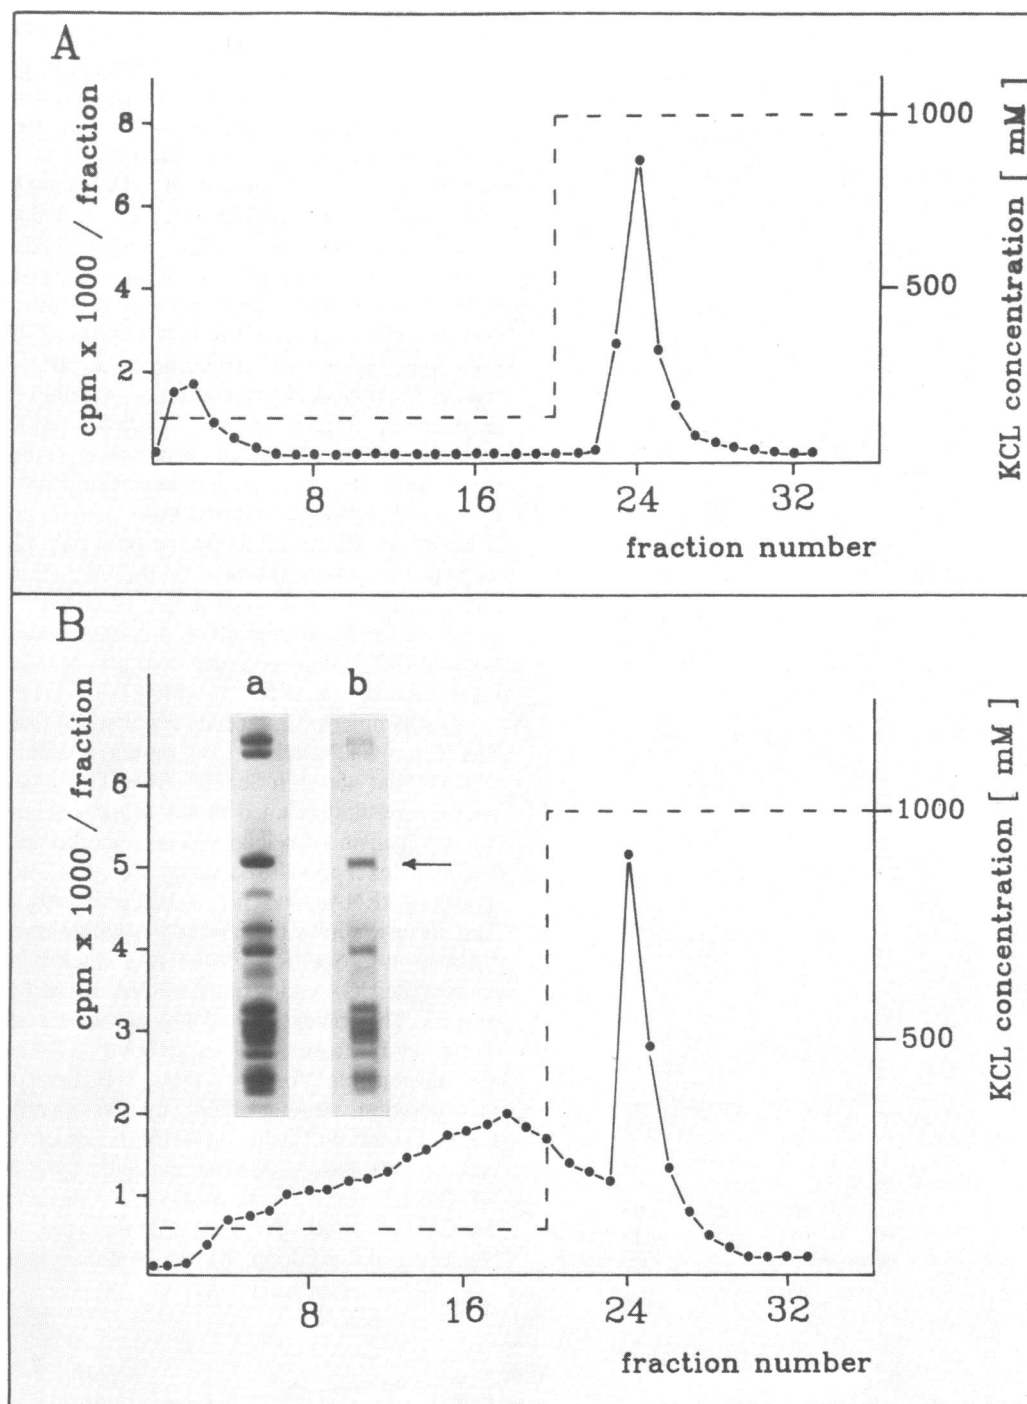 A
cpm x 1000 / fraction
8
6
4
2
1000
500
KCL concentration [ mM ]
8
16
24
32
fraction number
B
a
b
cpm x 1000 / fraction
6
5
4
3
2
1
1000
500
KCL concentration [ mM ]
8
16
24
32
fraction number